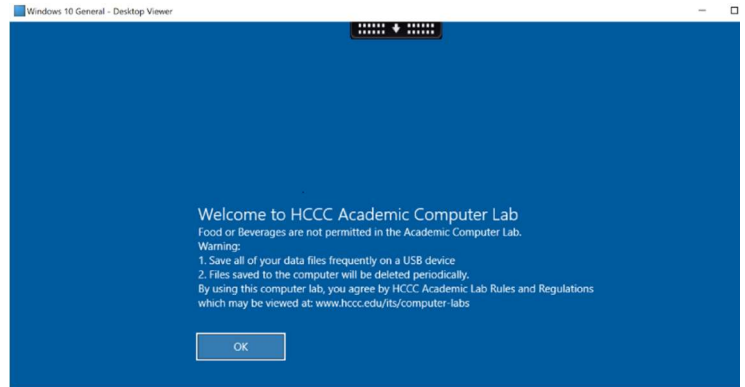 Windows 10 General - Desktop Viewer
Welcome to HCCC Academic Computer Lab
Food or Beverages are not permitted in the Academic Computer Lab.
Warning:
1. Save all of your data files frequently on a USB device
2. Files saved to the computer will be deleted periodically.
By using this computer lab, you agree by HCCC Academic Lab Rules and Regulations
which may be viewed at: www.hccc.edu/its/computer-labs
OK